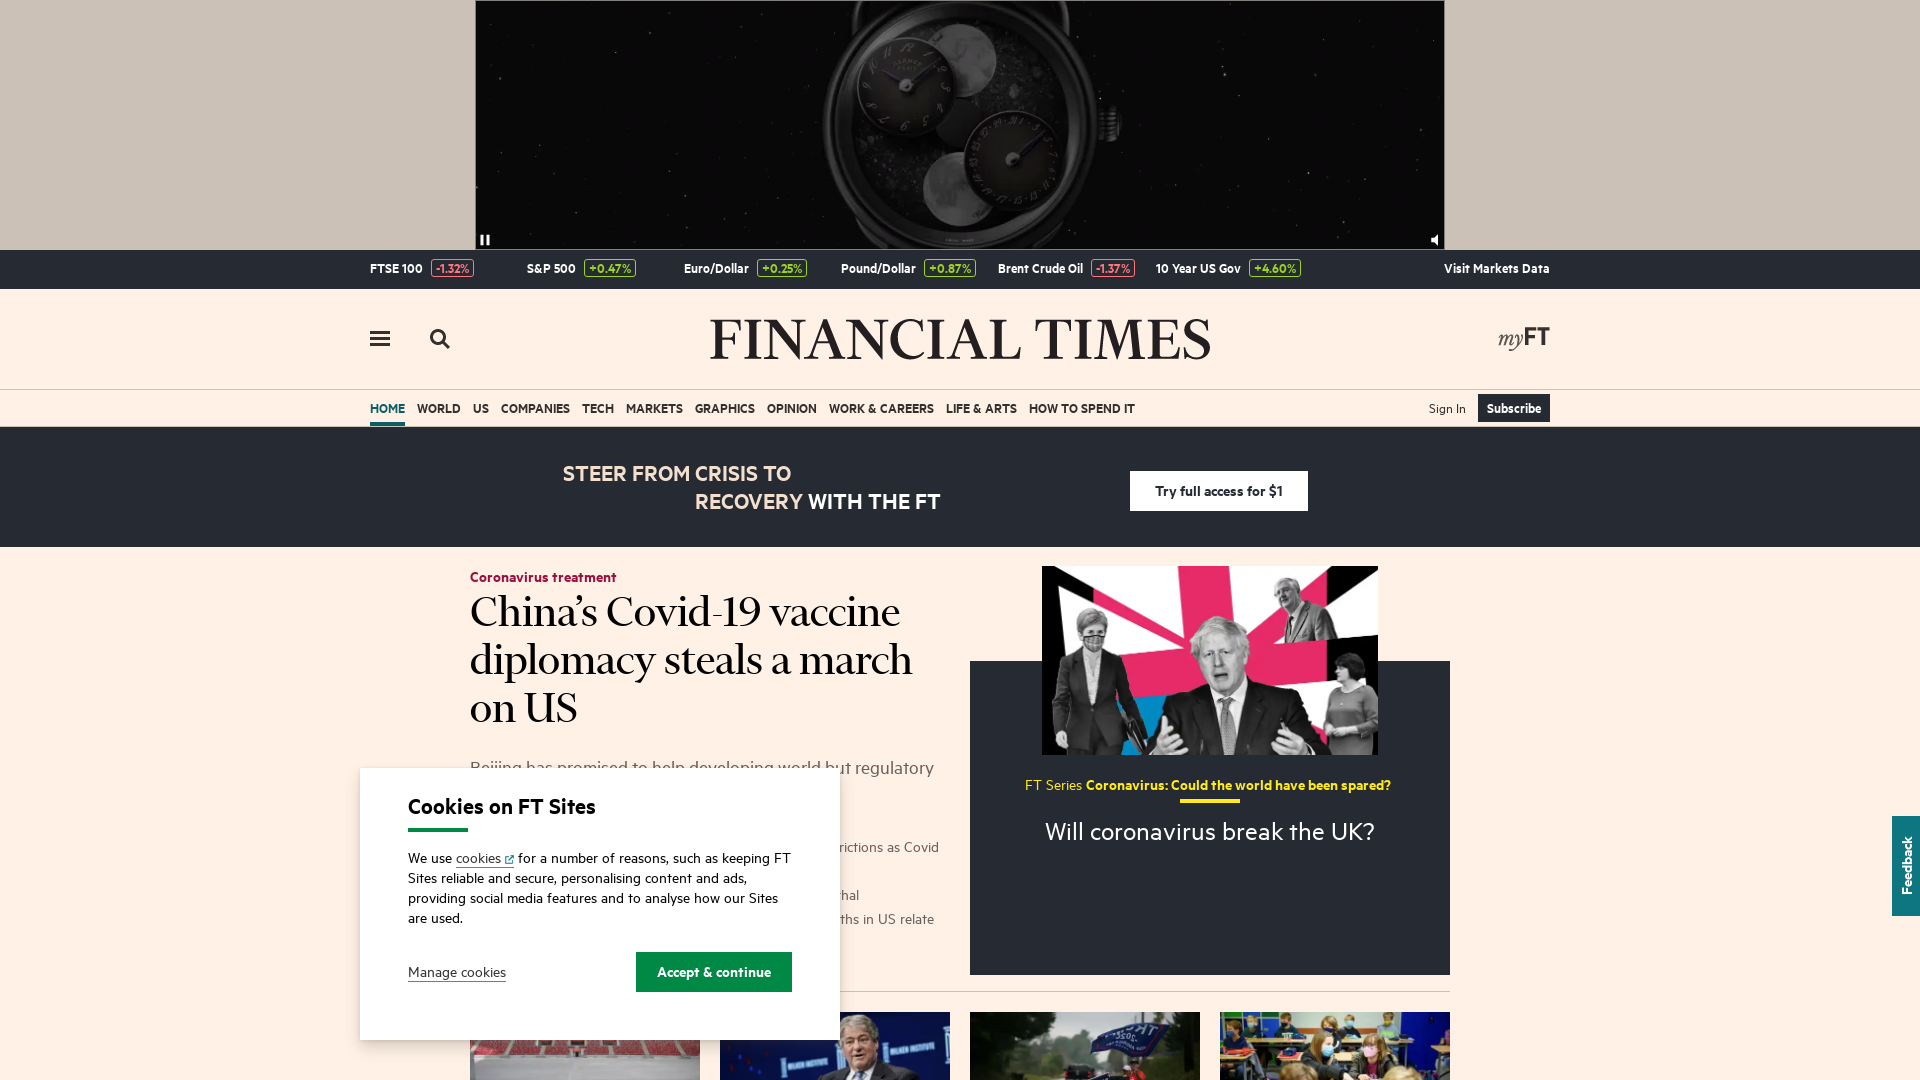 FTSE 100 -1.32% S&P 500 +0.47% Euro/Dollar +0.25% Pound/Dollar +0.87% Brent Crude Oil -1.37% 10 Year US Gov +4.60% Visit Markets Data
FINANCIAL TIMES
myFT
HOME WORLD US COMPANIES TECH MARKETS GRAPHICS OPINION WORK & CAREERS LIFE & ARTS HOW TO SPEND IT Sign In Subscribe
STEER FROM CRISIS TO
RECOVERY WITH THE FT
Try full access for $1
Coronavirus treatment
China’s Covid-19 vaccine
diplomacy steals a march
on US
Beijing has promised to help developing world but regulatory
as Covid
in US relate
FT Series Coronavirus: Could the world have been spared?
Will coronavirus break the UK?
Cookies on FT Sites
We use cookies for a number of reasons, such as keeping FT
Sites reliable and secure, personalising content and ads,
providing social media features and to analyse how our Sites
are used.
Manage cookies
Accept & continue
Feedback
MILKEN INSTITUTE